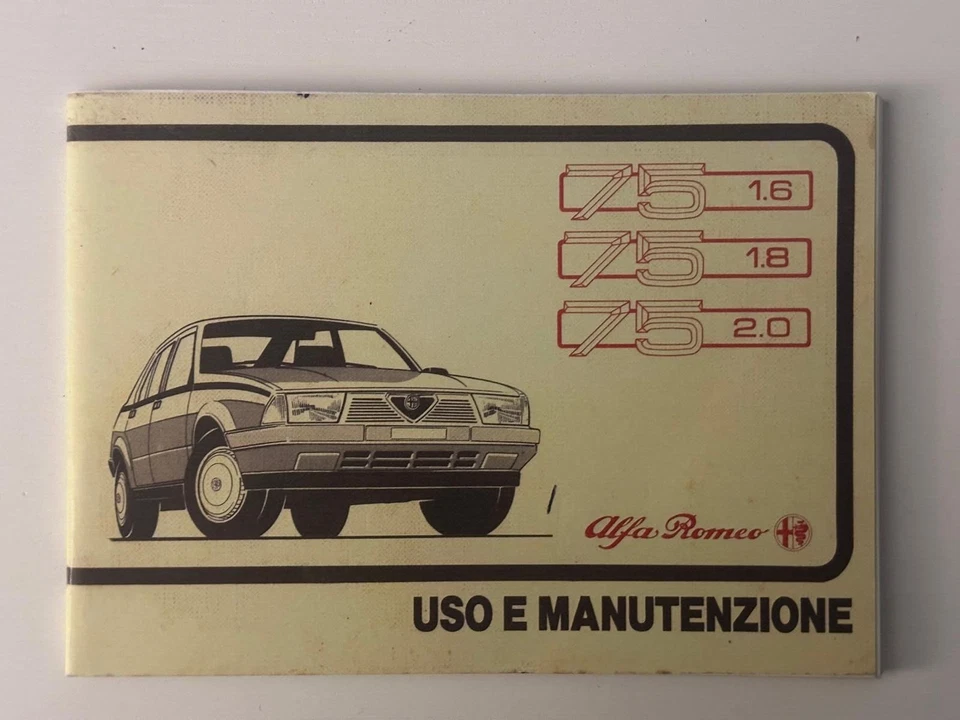 75 1.6
75 1.8
75 2.0
Alfa Romeo
USO E MANUTENZIONE